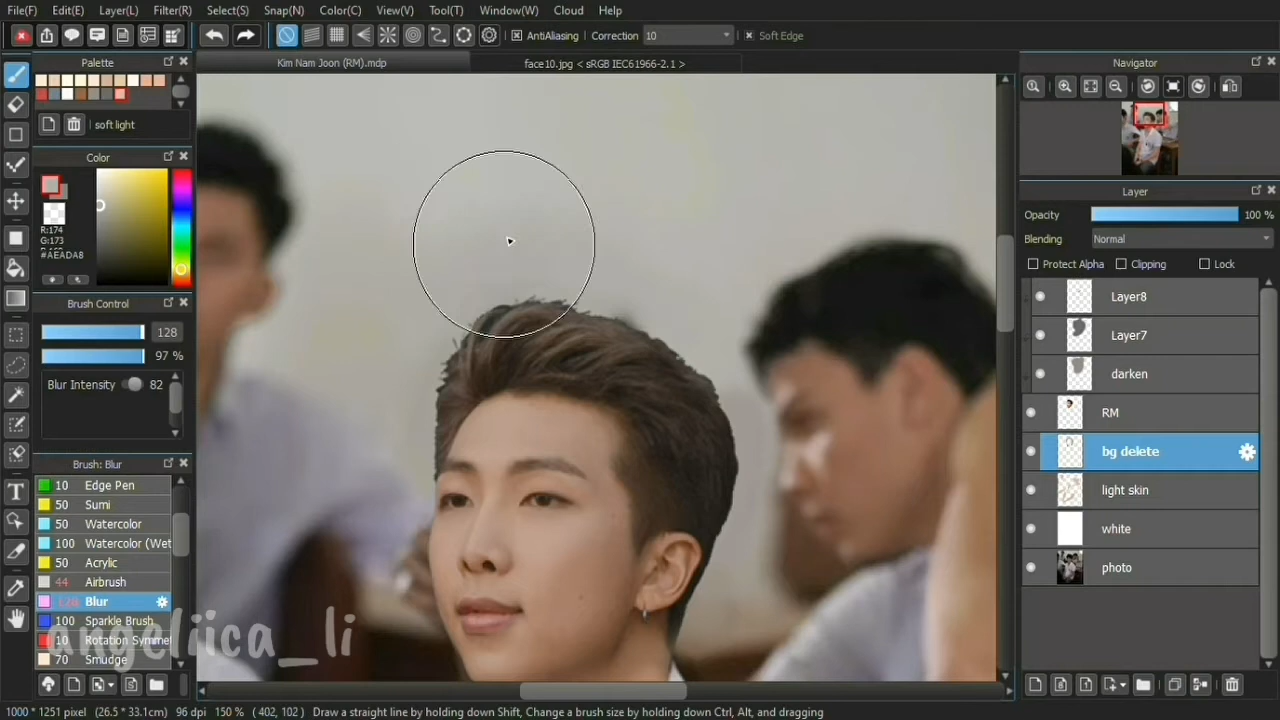 File(F) Edit(E) Layer(L) Filter(R) Select(S) Snap(N) Color(C) View(V) Tool(T) Window(W) Cloud Help
AntiAliasing Correction 10 Soft Edge
Palette
Kim Nam Joon (RM).mdp
face10.jpg < sRGB IEC61966-2.1 >
Navigator
soft light
Color
R:174
G:173
#AEADA8
Brush Control
128
97 %
Blur Intensity 82
Brush: Blur
10 Edge Pen
50 Sumi
50 Watercolor
100 Watercolor (Wet
50 Acrylic
44 Airbrush
128 Blur
100 Sparkle Brush
10 Rotation Symme
70 Smudge
angeliica_li
Layer
Opacity 100 %
Blending Normal
Protect Alpha Clipping Lock
Layer8
Layer7
darken
RM
bg delete
light skin
white
photo
1000 * 1251 pixel (26.5 * 33.1cm) 96 dpi 150 % ( 402, 102 ) Draw a straight line by holding down Shift, Change a brush size by holding down Ctrl, Alt, and dragging